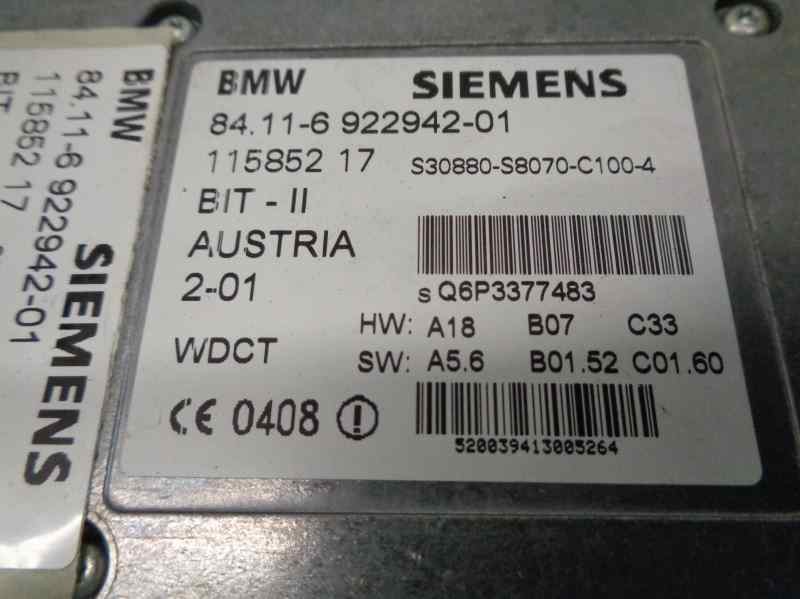 BMW SIEMENS
84.11-6 922942-01
115852 17 S30880-S8070-C100-4
BIT - II
AUSTRIA
2-01
s Q6P3377483
HW: A18 B07 C33
WDCT
SW: A5.6 B01.52 C01.60
CE 0408
520039413005264
BMW SIEMENS
84.11-6 922942-01
115852 17
BIT